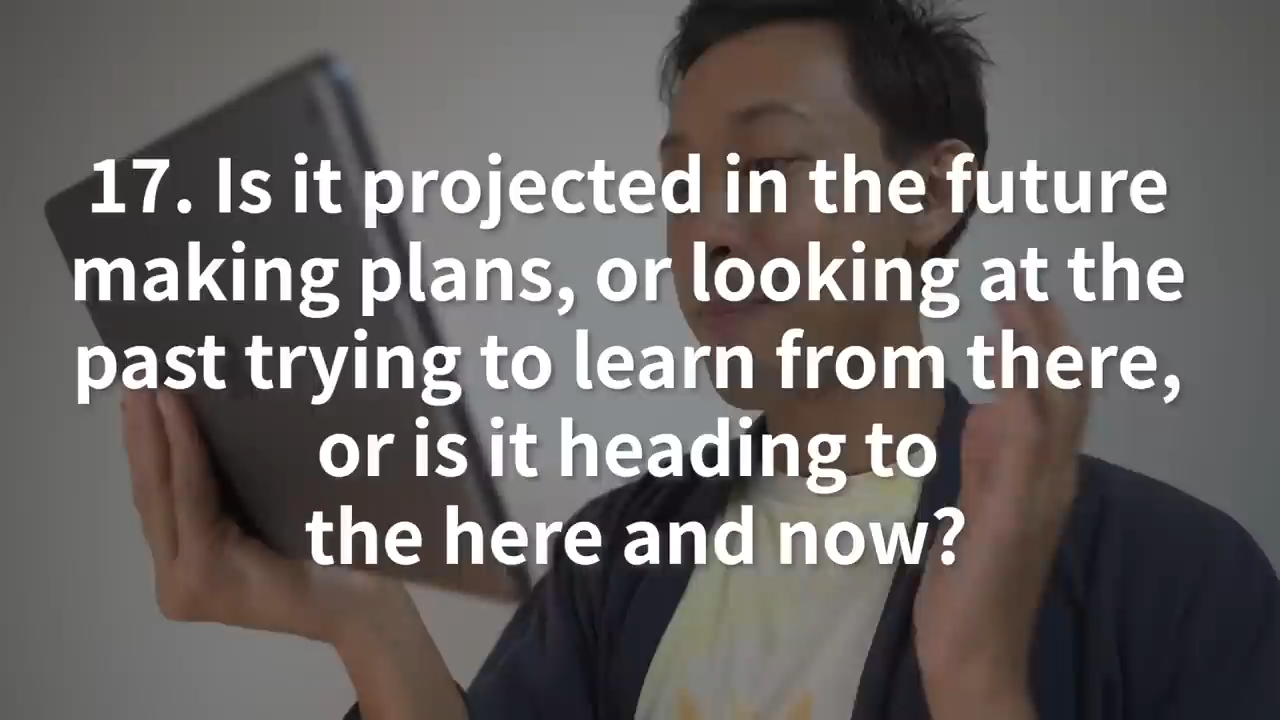 17. Is it projected in the future
making plans, or looking at the
past trying to learn from there,
or is it heading to
the here and now?